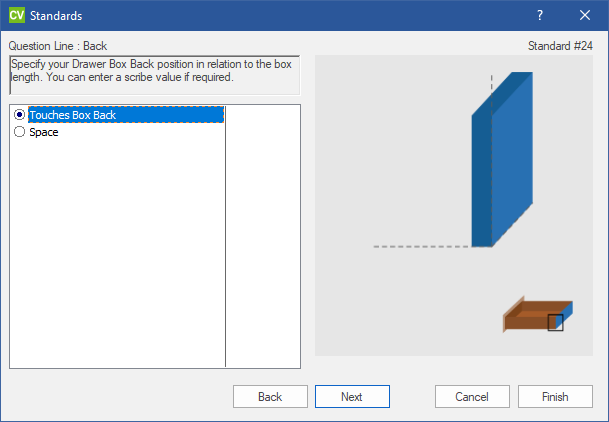 CV Standards ?
Question Line : Back
Standard #24
Specify your Drawer Box Back position in relation to the box
length. You can enter a scribe value if required.
Touches Box Back
Space
Back
Next
Cancel
Finish